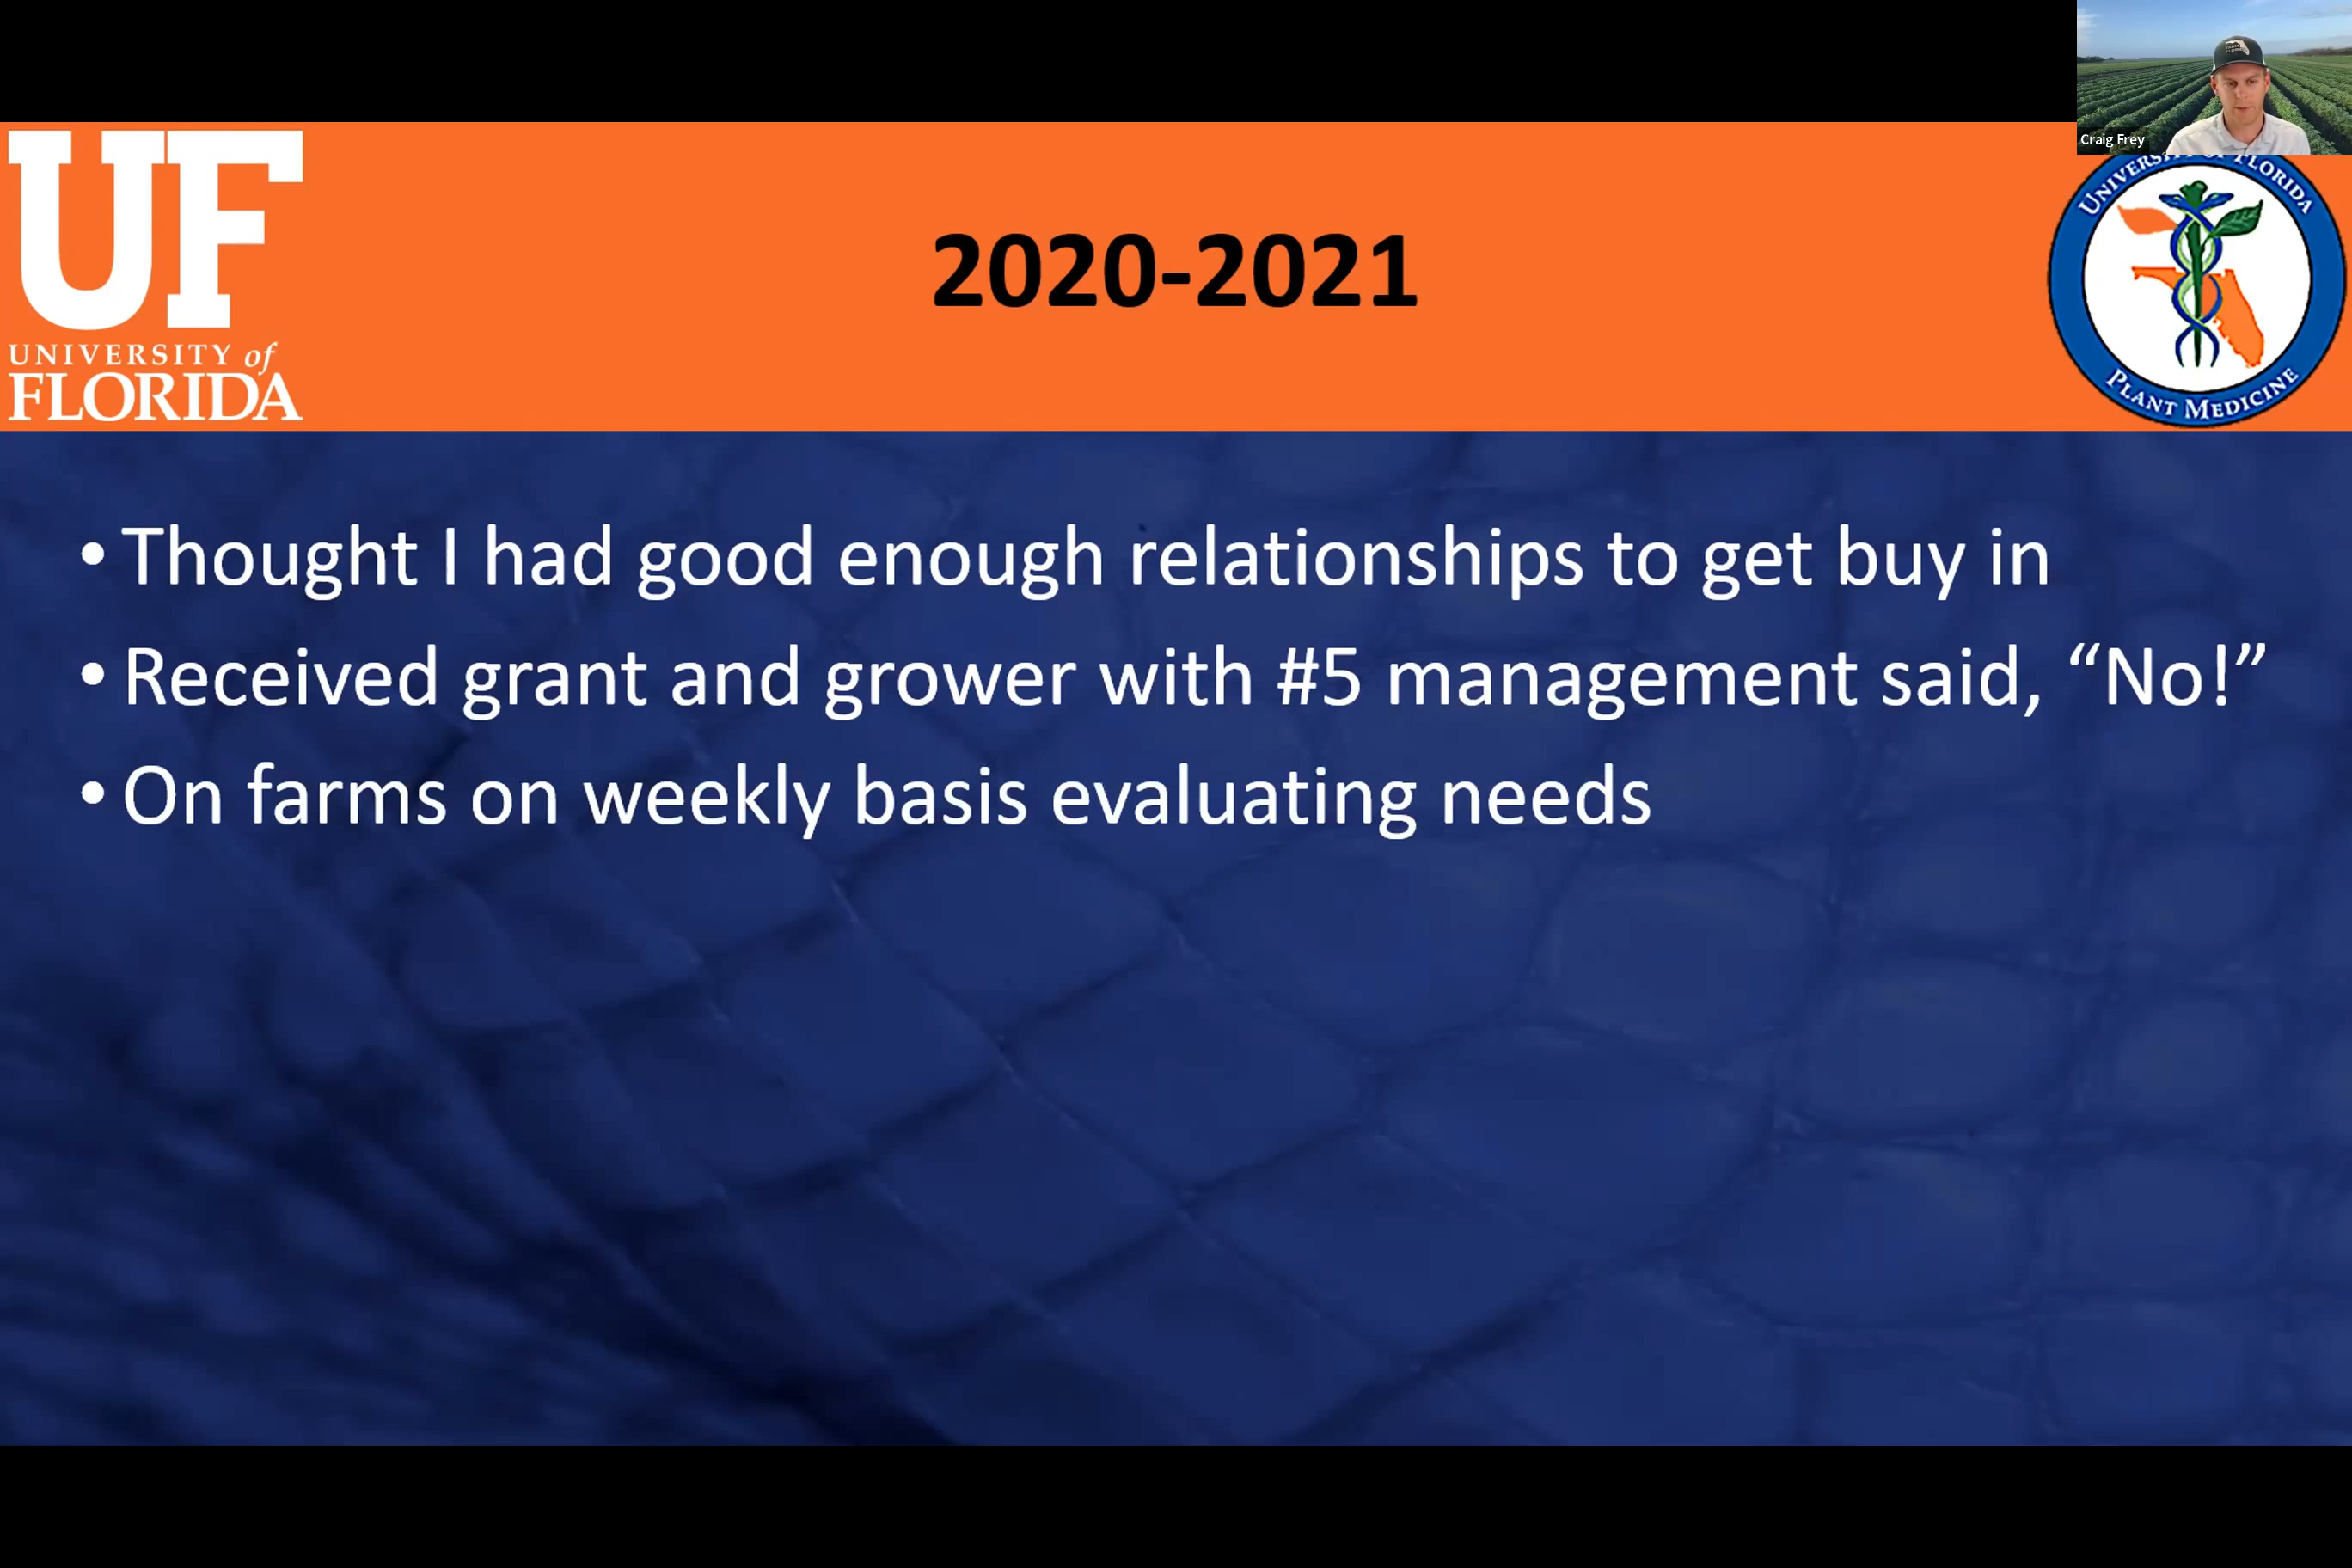 Craig Frey
UF
UNIVERSITY of
FLORIDA
2020-2021
UNIVERSITY OF FLORIDA
PLANT MEDICINE
• Thought I had good enough relationships to get buy in
• Received grant and grower with #5 management said, “No!”
• On farms on weekly basis evaluating needs